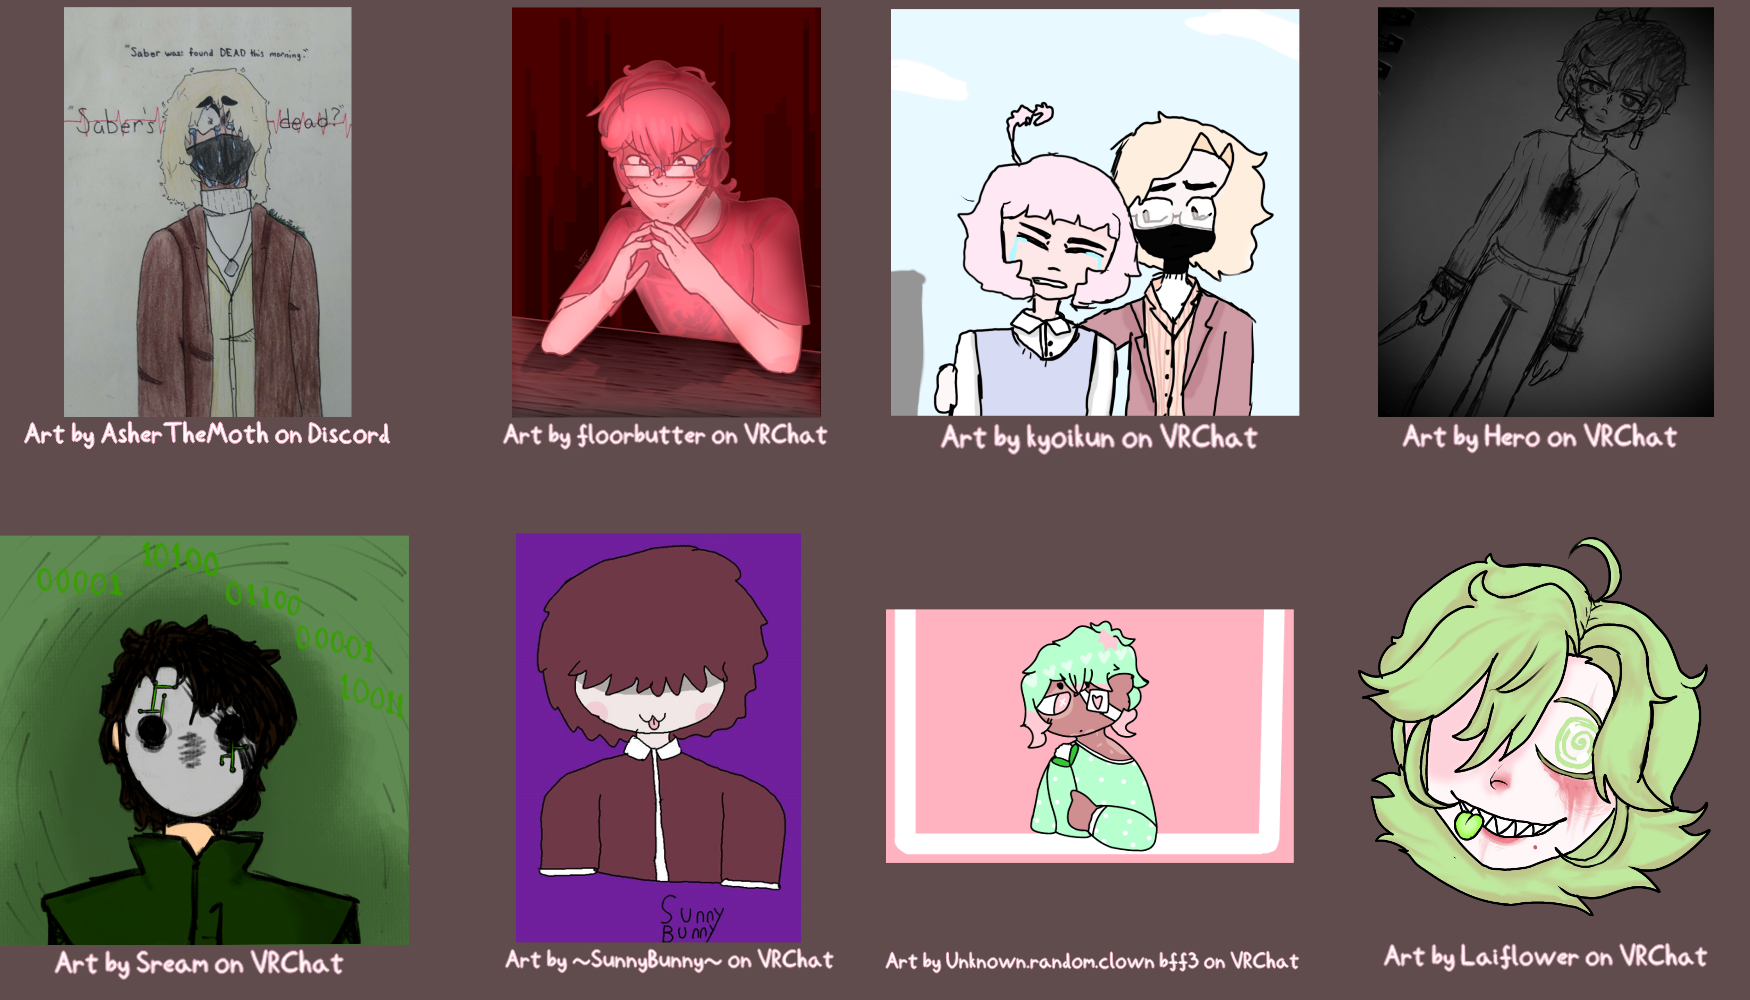 "Saber was found DEAD this morning."
"Saber's dead?"
Art by AsherTheMoth on Discord
Art by floorbutter on VRChat
Art by kyoikun on VRChat
Art by Hero on VRChat
10100
00001
01100
00001
10011
1
Art by Sream on VRChat
Sunny
Bunny
Art by ~SunnyBunny~ on VRChat
Art by Unknown.random.clown bff3 on VRChat
Art by Laiflower on VRChat